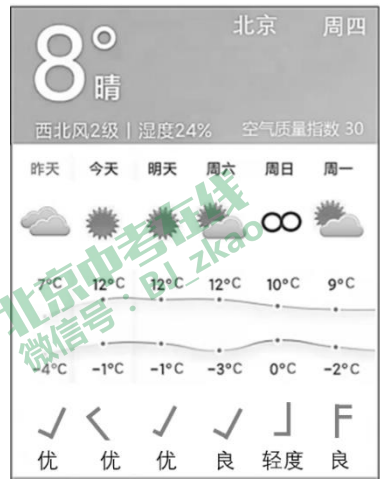 北京 周四
8°
晴
西北风2级 | 湿度24% 空气质量指数 30
昨天 今天 明天 周六 周日 周一
7°C 12°C 12°C 12°C 10°C 9°C
-4°C -1°C -1°C -3°C 0°C -2°C
优 优 优 良 轻度 良
北京中考在线
微信号:BJ_zkao